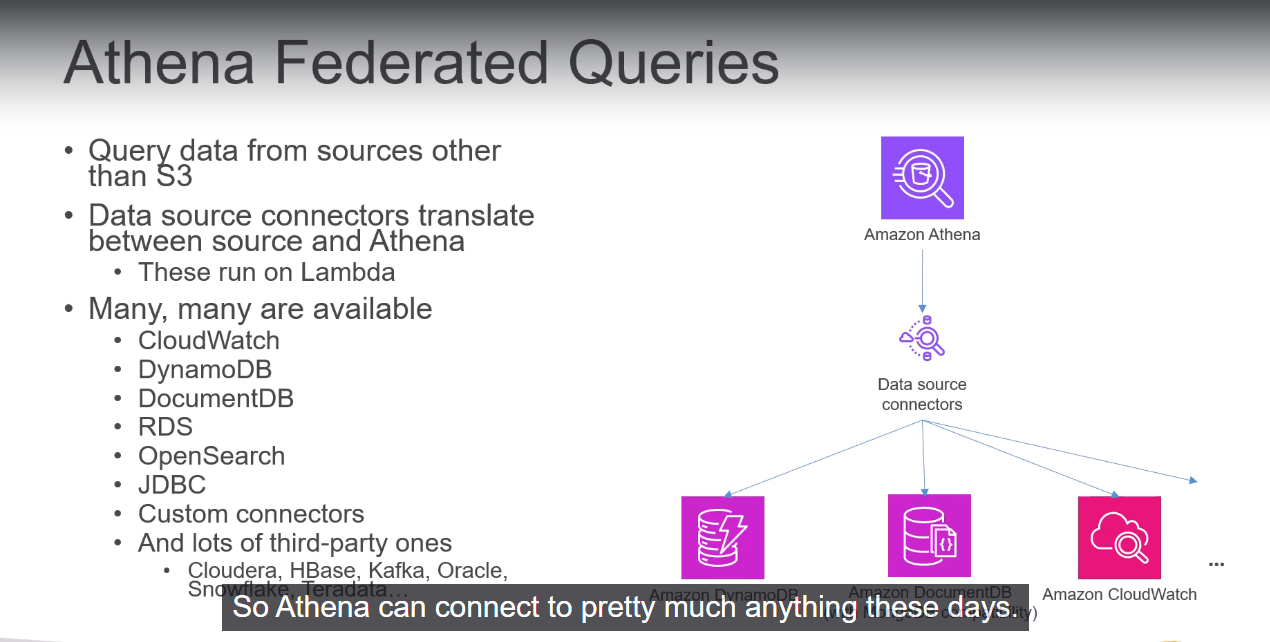 Athena Federated Queries
• Query data from sources other
than S3
• Data source connectors translate
between source and Athena
• These run on Lambda
• Many, many are available
• CloudWatch
• DynamoDB
• DocumentDB
• RDS
• OpenSearch
• JDBC
• Custom connectors
• And lots of third-party ones
• Cloudera, HBase, Kafka, Oracle,
Snowflake, Teradata…
Amazon Athena
Data source
connectors
Amazon DynamoDB
Amazon DocumentDB
(with MongoDB compatibility)
Amazon CloudWatch
...
So Athena can connect to pretty much anything these days.